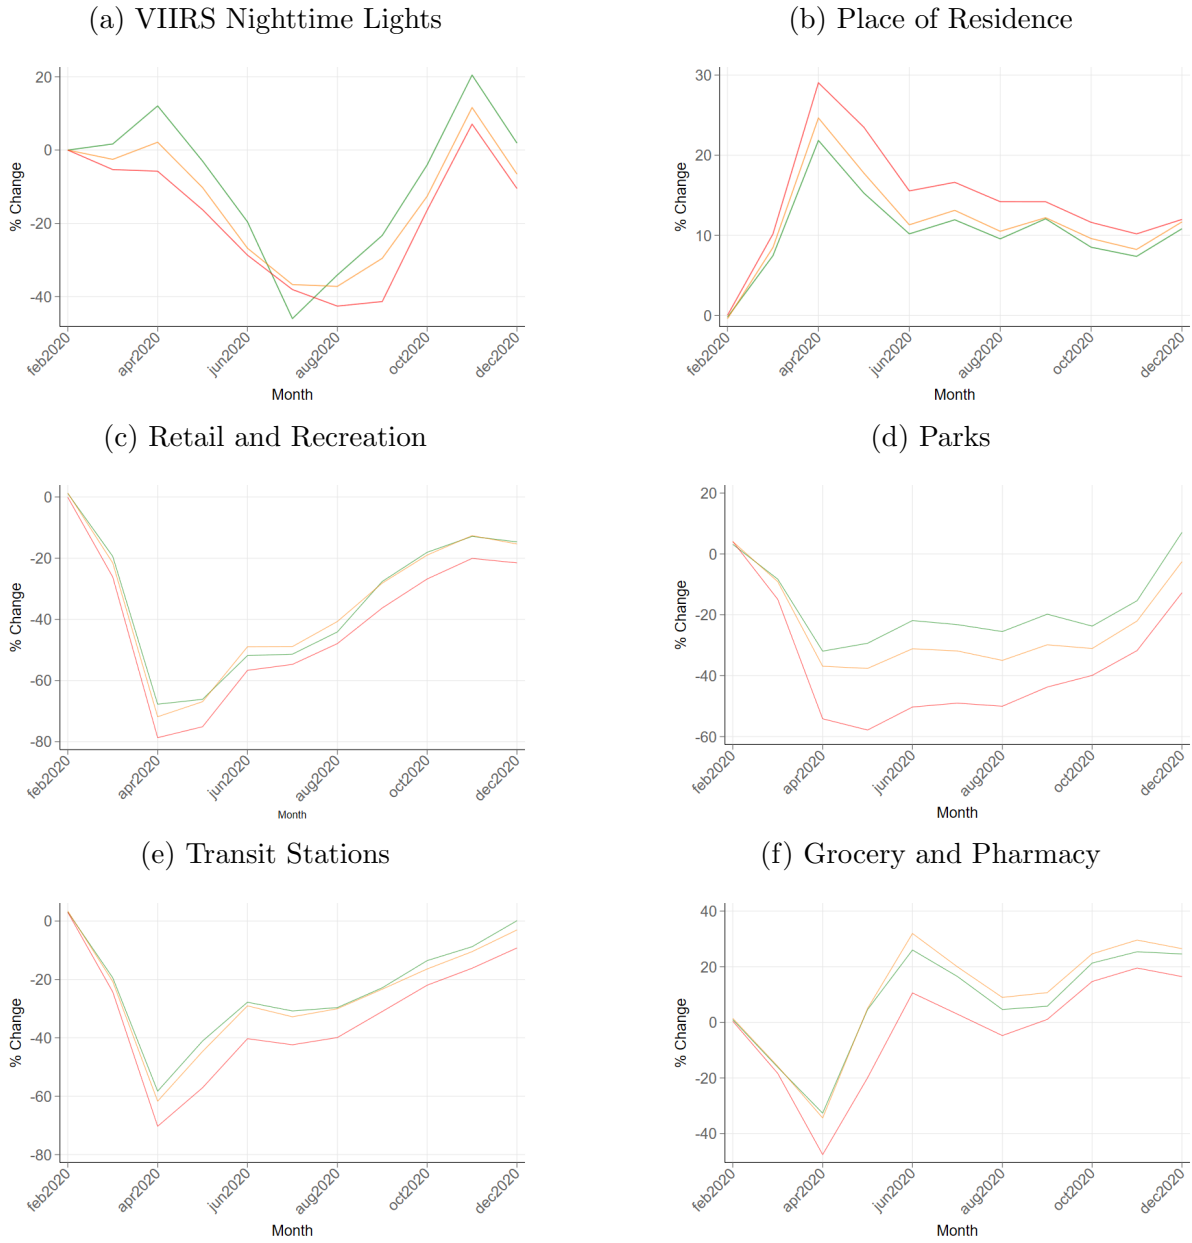 (a) VIIRS Nighttime Lights
20
0
-20
-40
% Change
feb2020
apr2020
jun2020
aug2020
oct2020
dec2020
Month
(b) Place of Residence
30
20
10
0
% Change
feb2020
apr2020
jun2020
aug2020
oct2020
dec2020
Month
(c) Retail and Recreation
0
-20
-40
-60
-80
% Change
feb2020
apr2020
jun2020
aug2020
oct2020
dec2020
Month
(d) Parks
20
0
-20
-40
-60
% Change
feb2020
apr2020
jun2020
aug2020
oct2020
dec2020
Month
(e) Transit Stations
0
-20
-40
-60
-80
% Change
feb2020
apr2020
jun2020
aug2020
oct2020
dec2020
Month
(f) Grocery and Pharmacy
40
20
0
-20
-40
% Change
feb2020
apr2020
jun2020
aug2020
oct2020
dec2020
Month